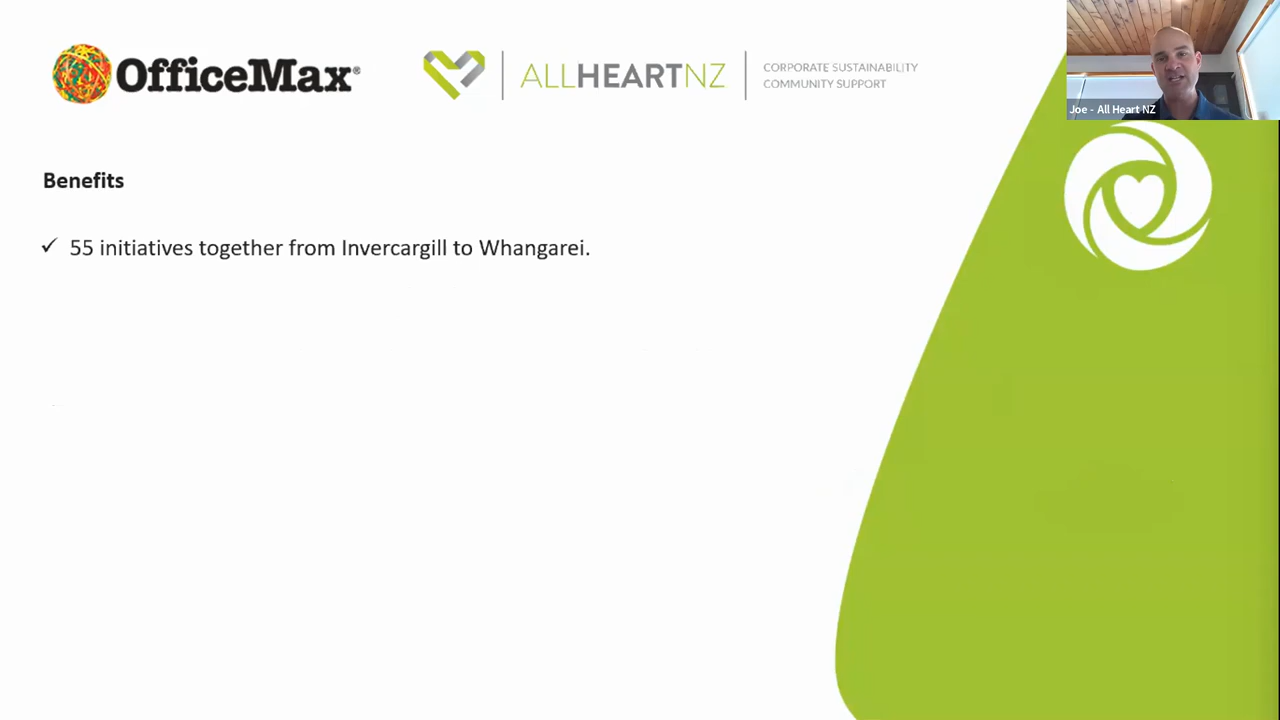 OfficeMax®
ALLHEARTNZ
CORPORATE SUSTAINABILITY
COMMUNITY SUPPORT
Joe - All Heart NZ
Benefits
✓ 55 initiatives together from Invercargill to Whangarei.